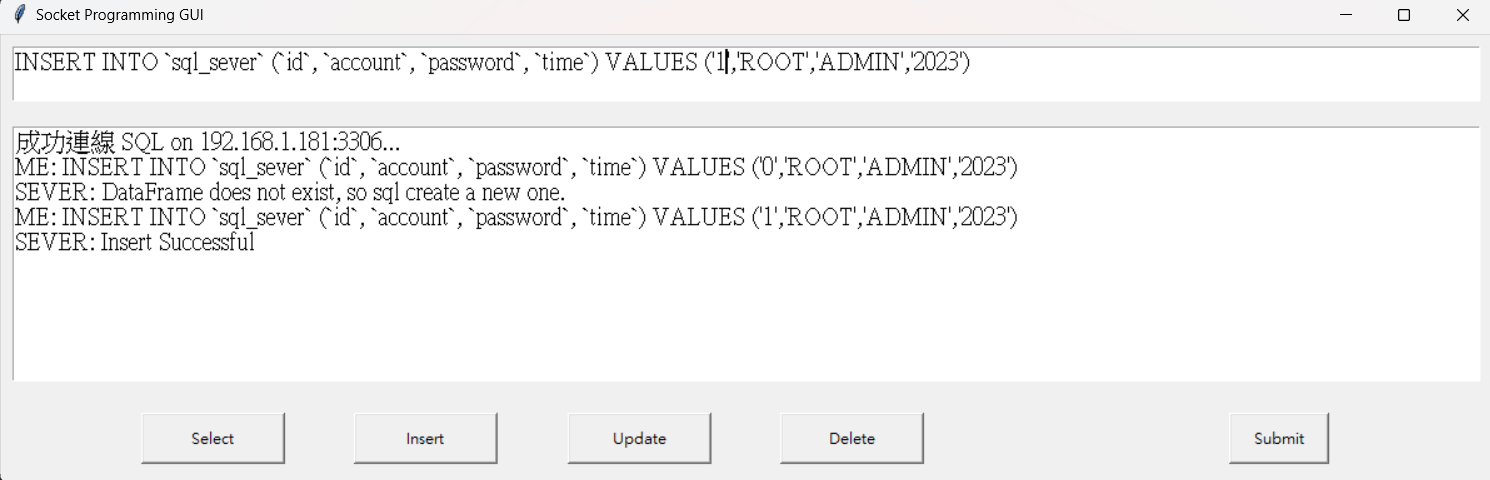 Socket Programming GUI
INSERT INTO `sql_sever` (`id`, `account`, `password`, `time`) VALUES ('1','ROOT','ADMIN','2023')
成功連線 SQL on 192.168.1.181:3306...
ME: INSERT INTO `sql_sever` (`id`, `account`, `password`, `time`) VALUES ('0','ROOT','ADMIN','2023')
SEVER: DataFrame does not exist, so sql create a new one.
ME: INSERT INTO `sql_sever` (`id`, `account`, `password`, `time`) VALUES ('1','ROOT','ADMIN','2023')
SEVER: Insert Successful
Select Insert Update Delete Submit